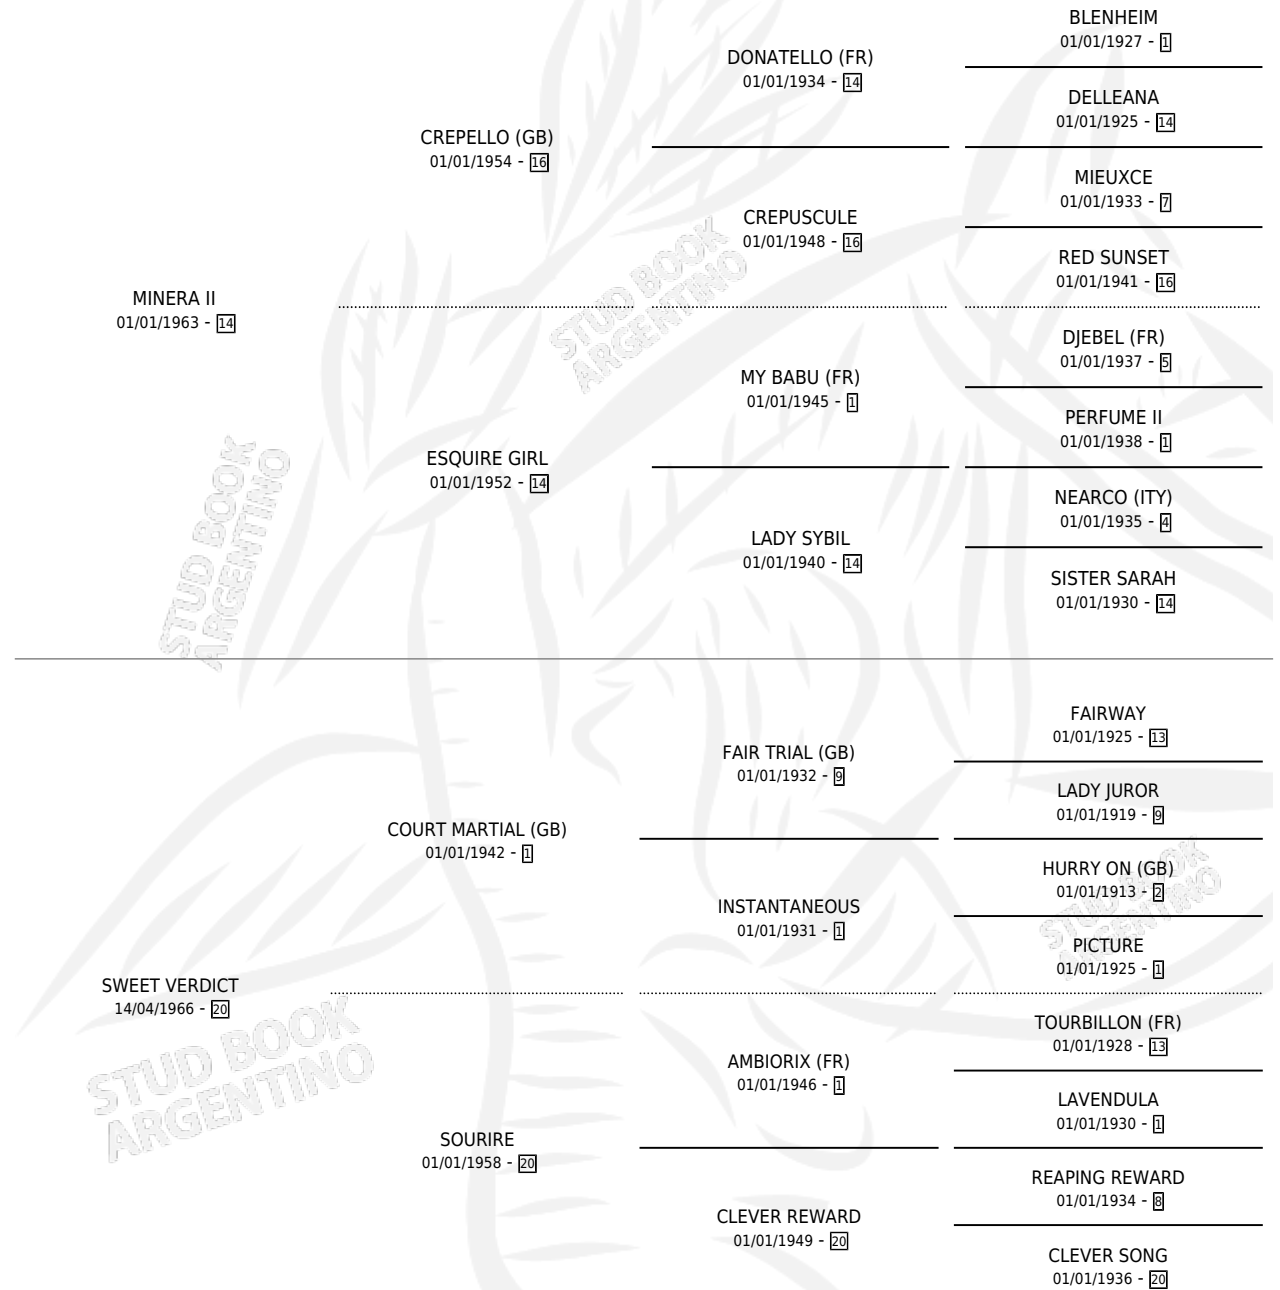 BLENHEIM
01/01/1927 - 1
DONATELLO (FR)
01/01/1934 - 14
DELLEANA
01/01/1925 - 14
CREPELLO (GB)
01/01/1954 - 16
MIEUXCE
01/01/1933 - 7
CREPUSCULE
01/01/1948 - 16
RED SUNSET
01/01/1941 - 16
MINERA II
01/01/1963 - 14
DJEBEL (FR)
01/01/1937 - 5
MY BABU (FR)
01/01/1945 - 1
PERFUME II
01/01/1938 - 1
ESQUIRE GIRL
01/01/1952 - 14
NEARCO (ITY)
01/01/1935 - 4
LADY SYBIL
01/01/1940 - 14
SISTER SARAH
01/01/1930 - 14
STUD BOOK
ARGENTINO
STUD BOOK
ARGENTINO
FAIRWAY
01/01/1925 - 13
FAIR TRIAL (GB)
01/01/1932 - 9
LADY JUROR
01/01/1919 - 9
COURT MARTIAL (GB)
01/01/1942 - 1
HURRY ON (GB)
01/01/1913 - 2
INSTANTANEOUS
01/01/1931 - 1
PICTURE
01/01/1925 - 1
SWEET VERDICT
14/04/1966 - 20
TOURBILLON (FR)
01/01/1928 - 13
AMBIORIX (FR)
01/01/1946 - 1
LAVENDULA
01/01/1930 - 1
SOURIRE
01/01/1958 - 20
REAPING REWARD
01/01/1934 - 8
CLEVER REWARD
01/01/1949 - 20
CLEVER SONG
01/01/1936 - 20
STUD BOOK
ARGENTINO
STUD BOOK
ARGENTINO